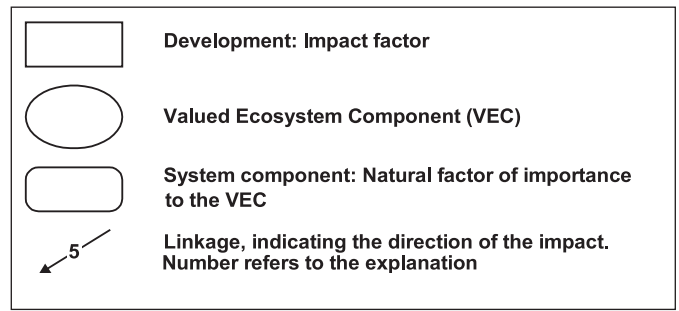 Development: Impact factor
Valued Ecosystem Component (VEC)
System component: Natural factor of importance
to the VEC
5
Linkage, indicating the direction of the impact.
Number refers to the explanation